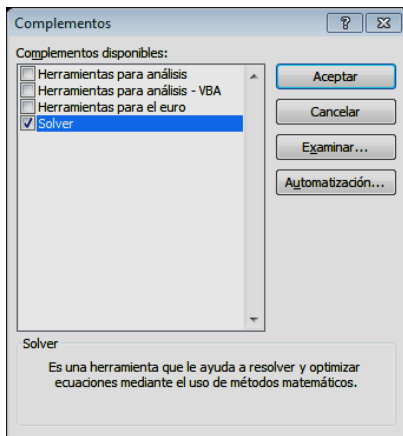 Complementos
Complementos disponibles:
Herramientas para análisis
Herramientas para análisis - VBA
Herramientas para el euro
Solver
Aceptar
Cancelar
Examinar...
Automatización...
Solver
Es una herramienta que le ayuda a resolver y optimizar
ecuaciones mediante el uso de métodos matemáticos.